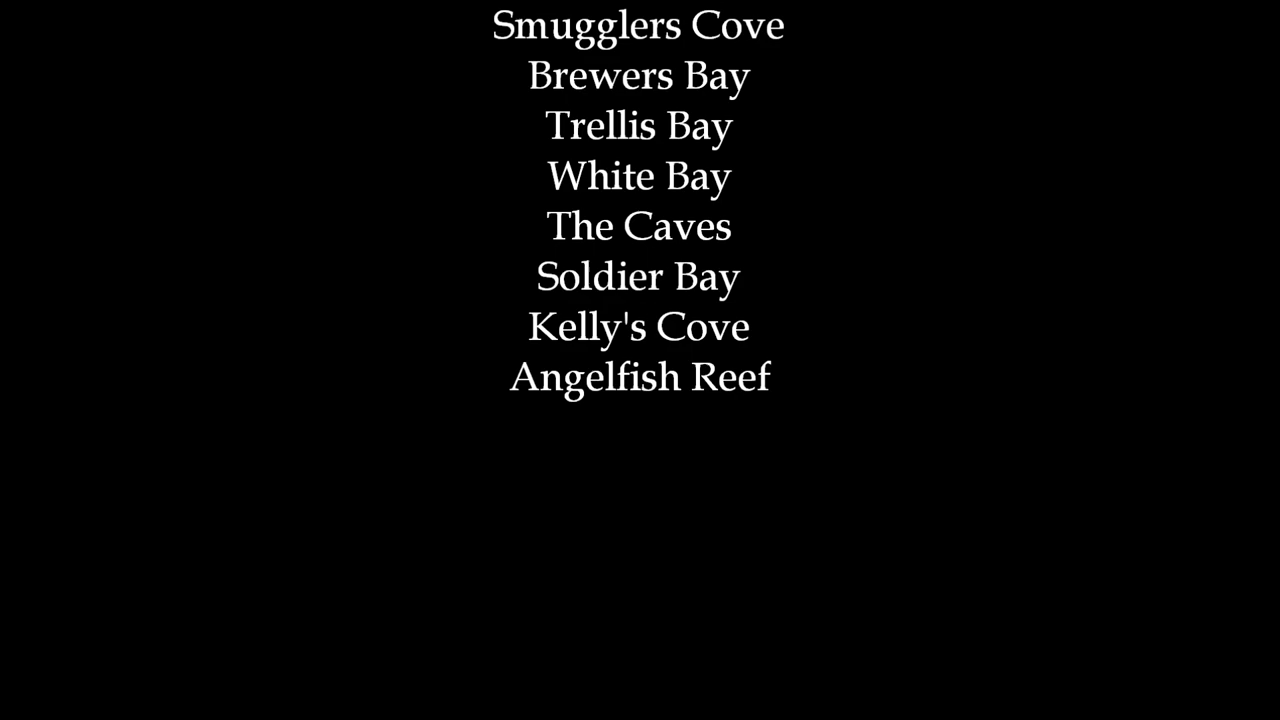 Smugglers Cove
Brewers Bay
Trellis Bay
White Bay
The Caves
Soldier Bay
Kelly's Cove
Angelfish Reef